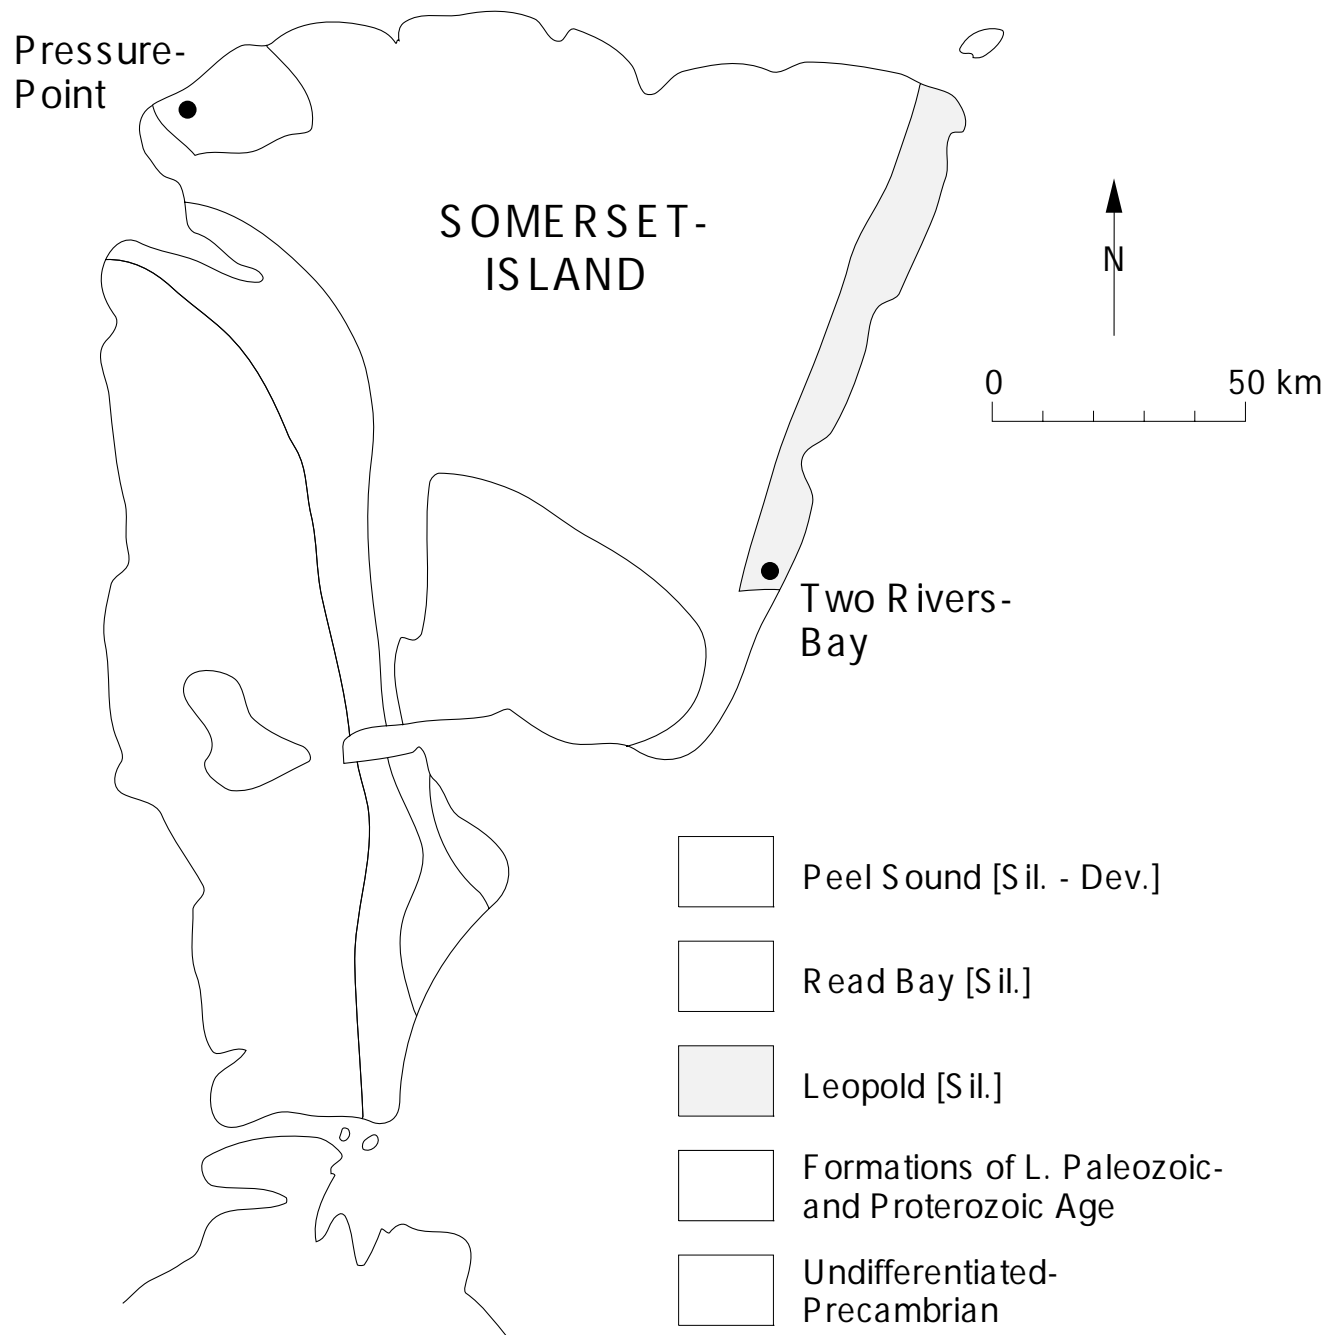 Pressure-
Point
SOMERSET-
ISLAND
N
0 50 km
Two Rivers-
Bay
Peel Sound [Sil. - Dev.]
Read Bay [Sil.]
Leopold [Sil.]
Formations of L. Paleozoic-
and Proterozoic Age
Undifferentiated-
Precambrian